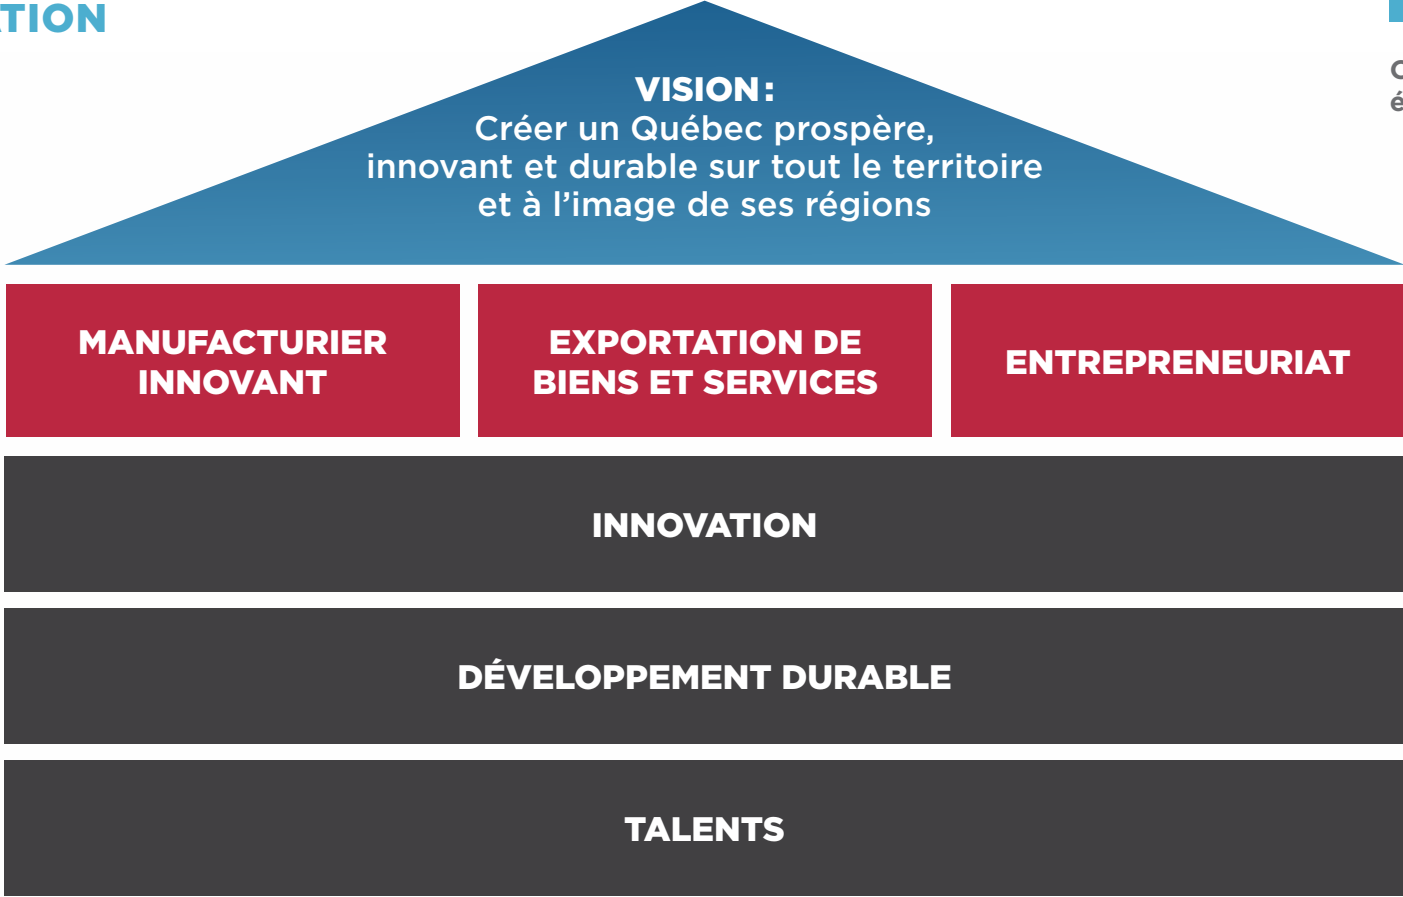 VISION :
Créer un Québec prospère,
innovant et durable sur tout le territoire
et à l’image de ses régions
MANUFACTURIER
INNOVANT
EXPORTATION DE
BIENS ET SERVICES
ENTREPRENEURIAT
INNOVATION
DÉVELOPPEMENT DURABLE
TALENTS